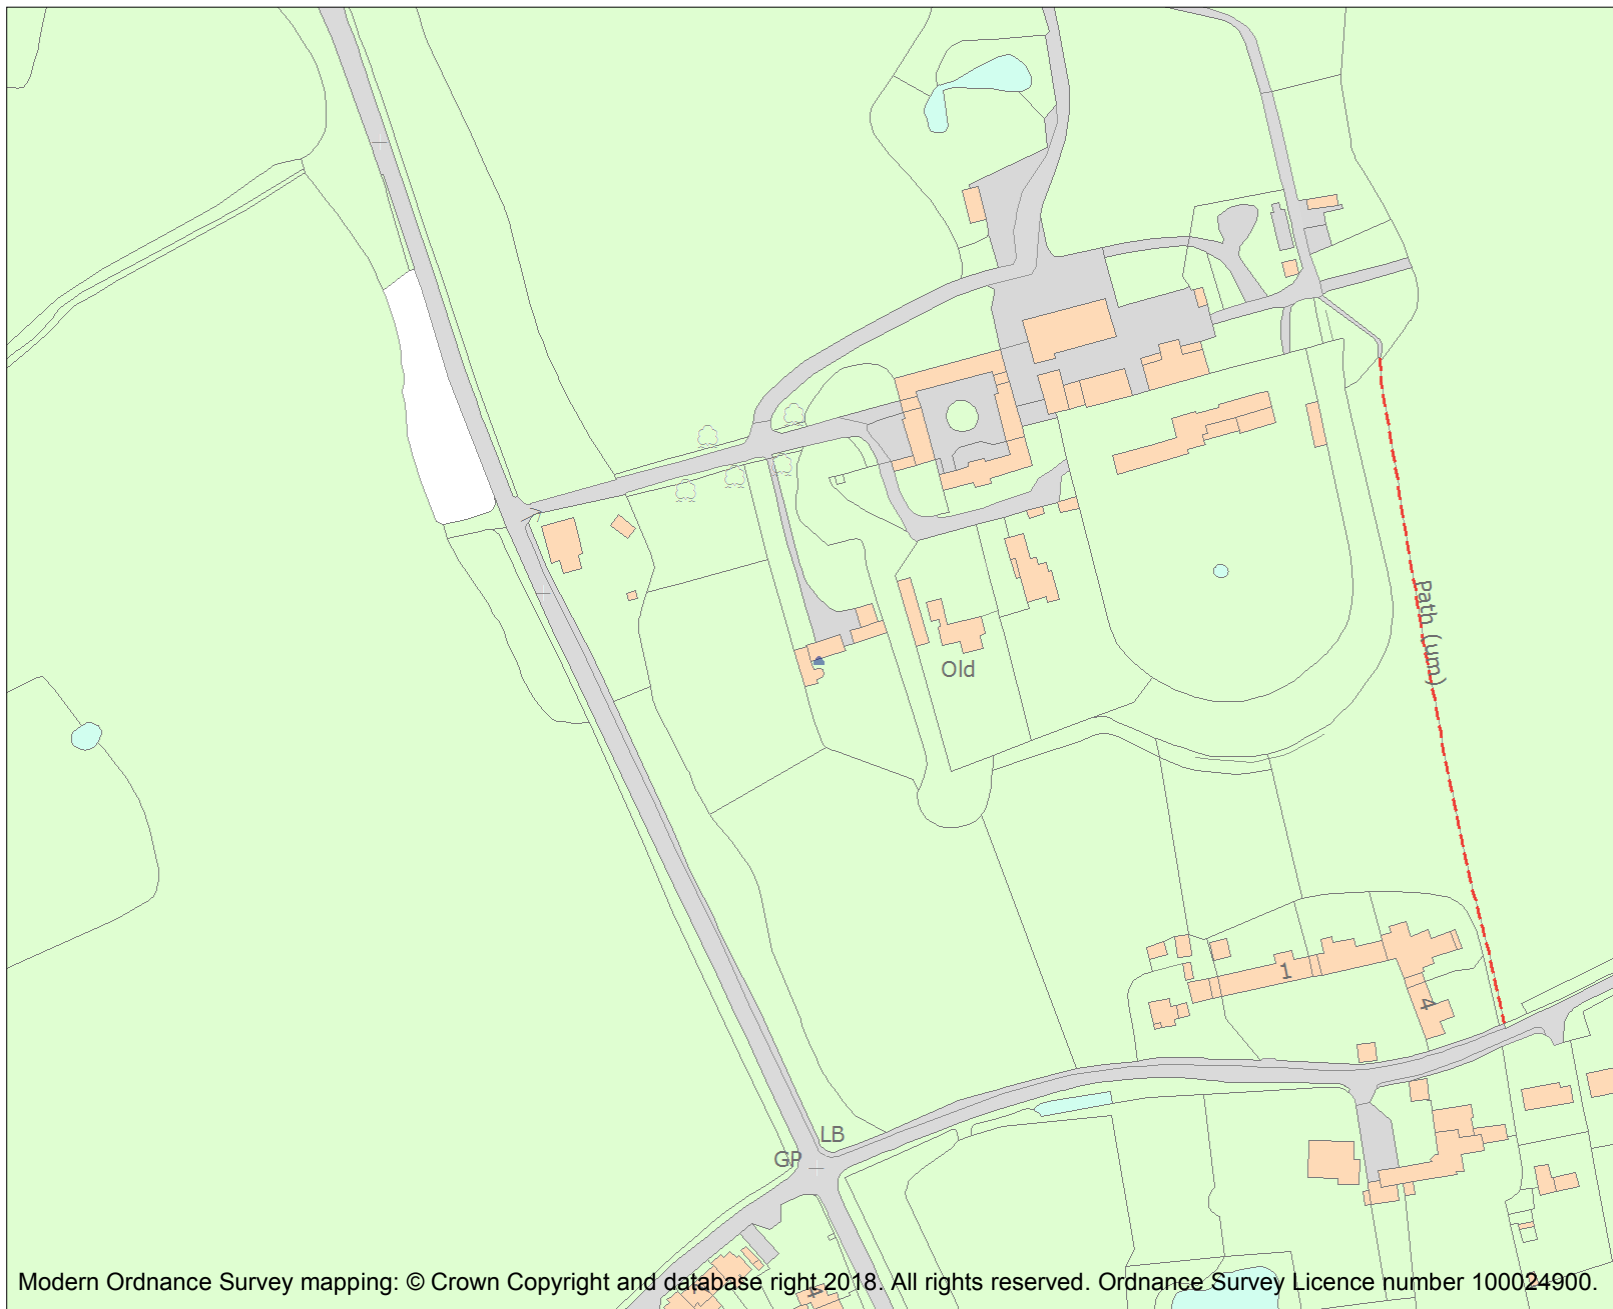 Old
Path (um)
1
4
LB
GP
4
Modern Ordnance Survey mapping: © Crown Copyright and database right 2018. All rights reserved. Ordnance Survey Licence number 100024900.